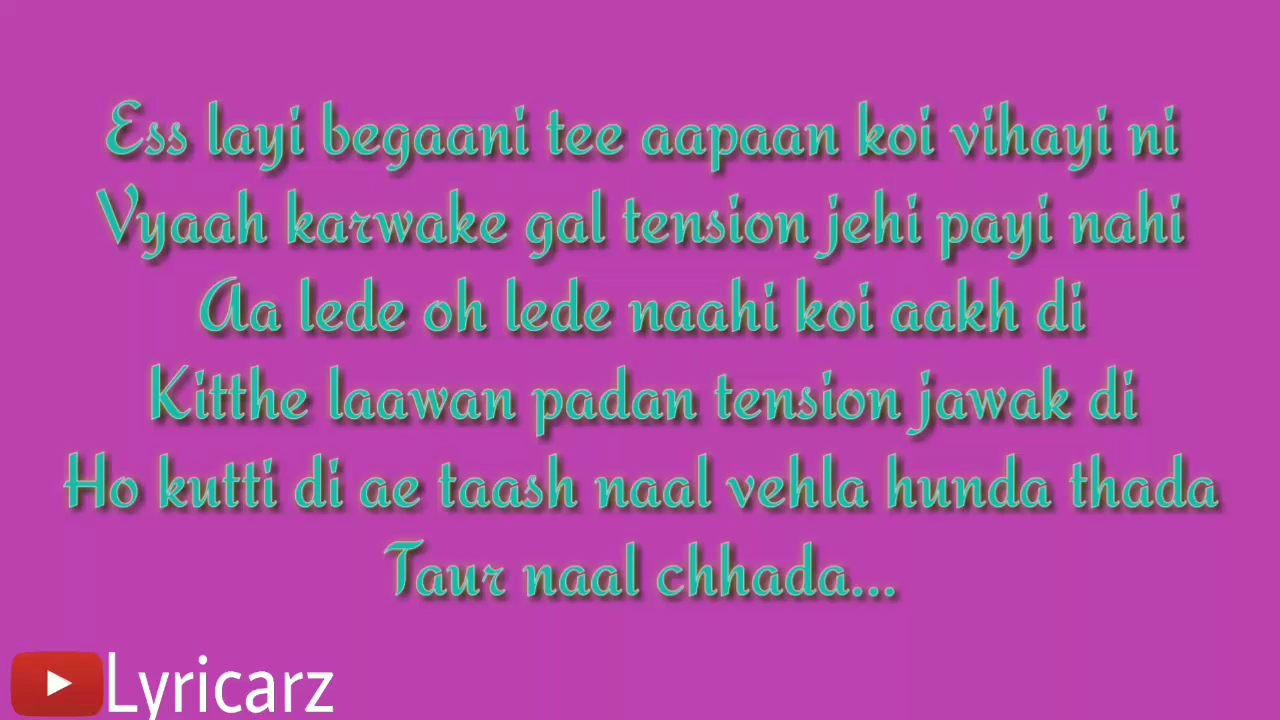 Ess layi begaani tee aapaan koi vihayi ni
Vyaah karwake gal tension jehi payi nahi
Aa lede oh lede naahi koi aakh di
Kitthe laawan padan tension jawak di
Ho kutti di ae taash naal vehla hunda thada
Taur naal chhada...
Lyricarz